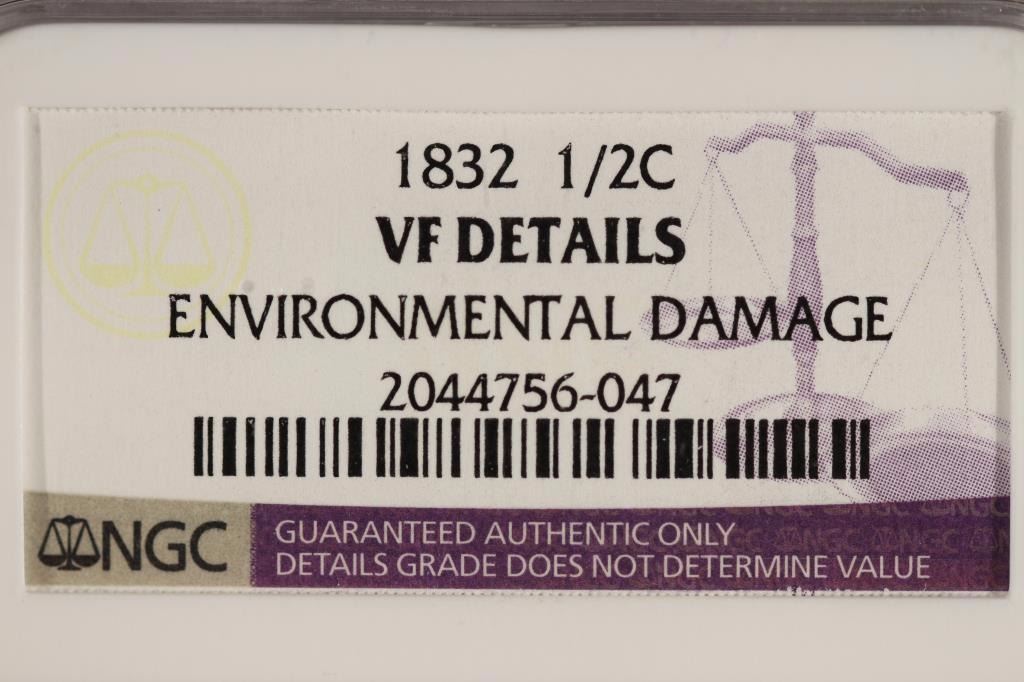 1832 1/2C
VF DETAILS
ENVIRONMENTAL DAMAGE
2044756-047
NGC
GUARANTEED AUTHENTIC ONLY
DETAILS GRADE DOES NOT DETERMINE VALUE